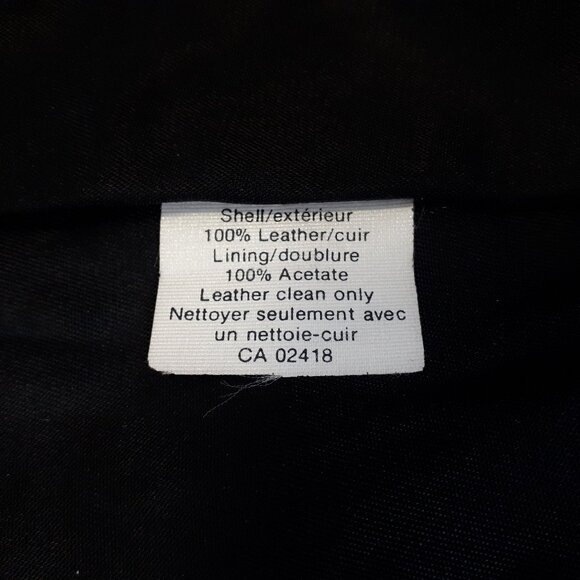 Shell/extérieur
100% Leather/cuir
Lining/doublure
100% Acetate
Leather clean only
Nettoyer seulement avec
un nettoie-cuir
CA 02418